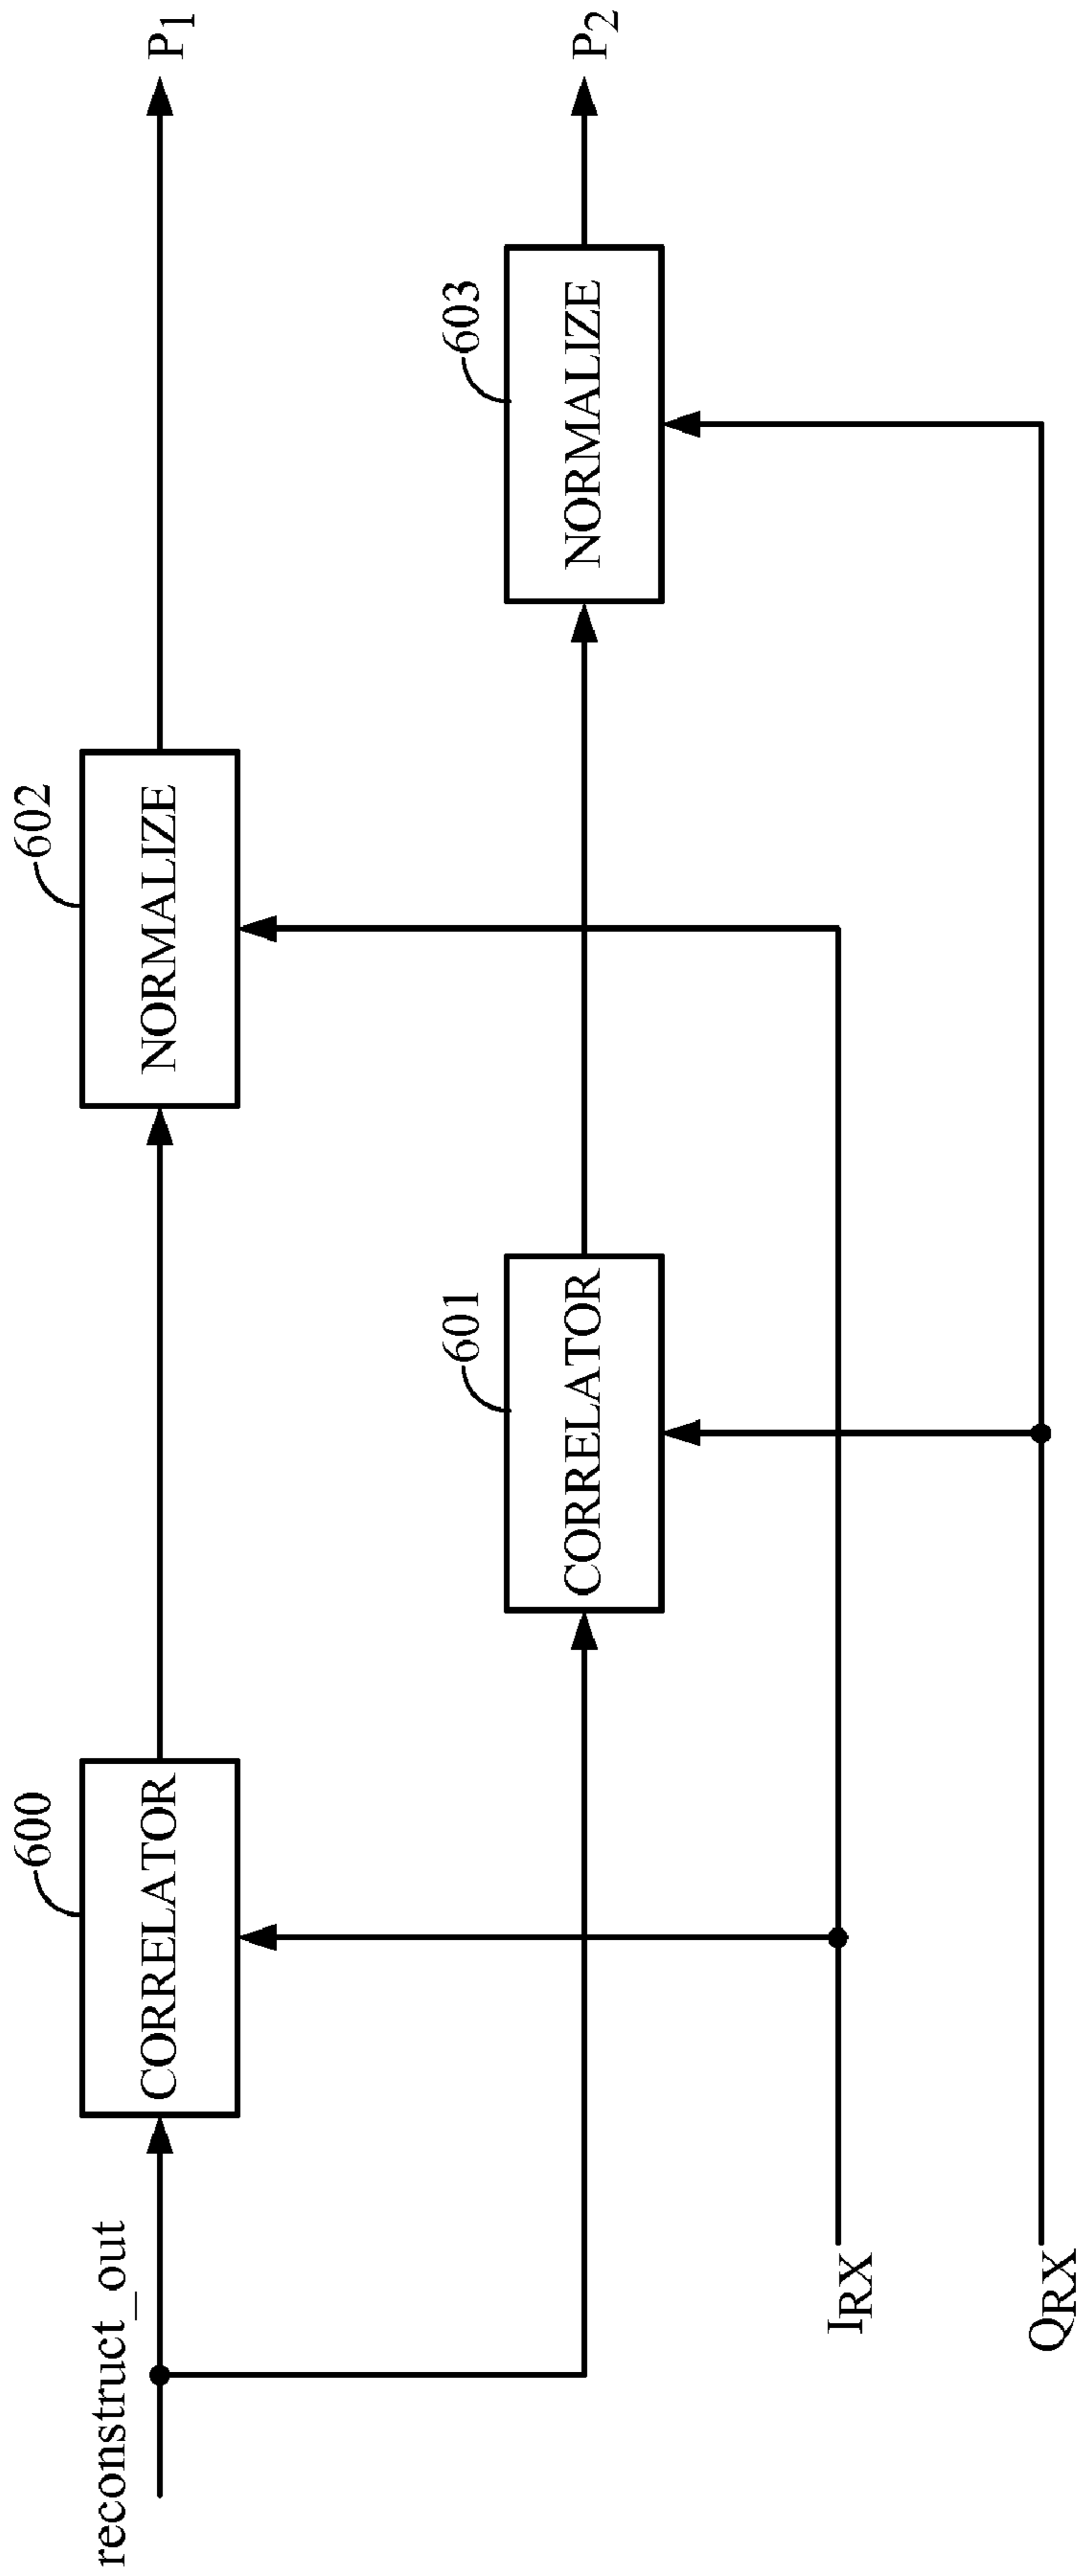 reconstruct_out
600
CORRELATOR
602
NORMALIZE
P1
601
CORRELATOR
603
NORMALIZE
P2
IRX
QRX